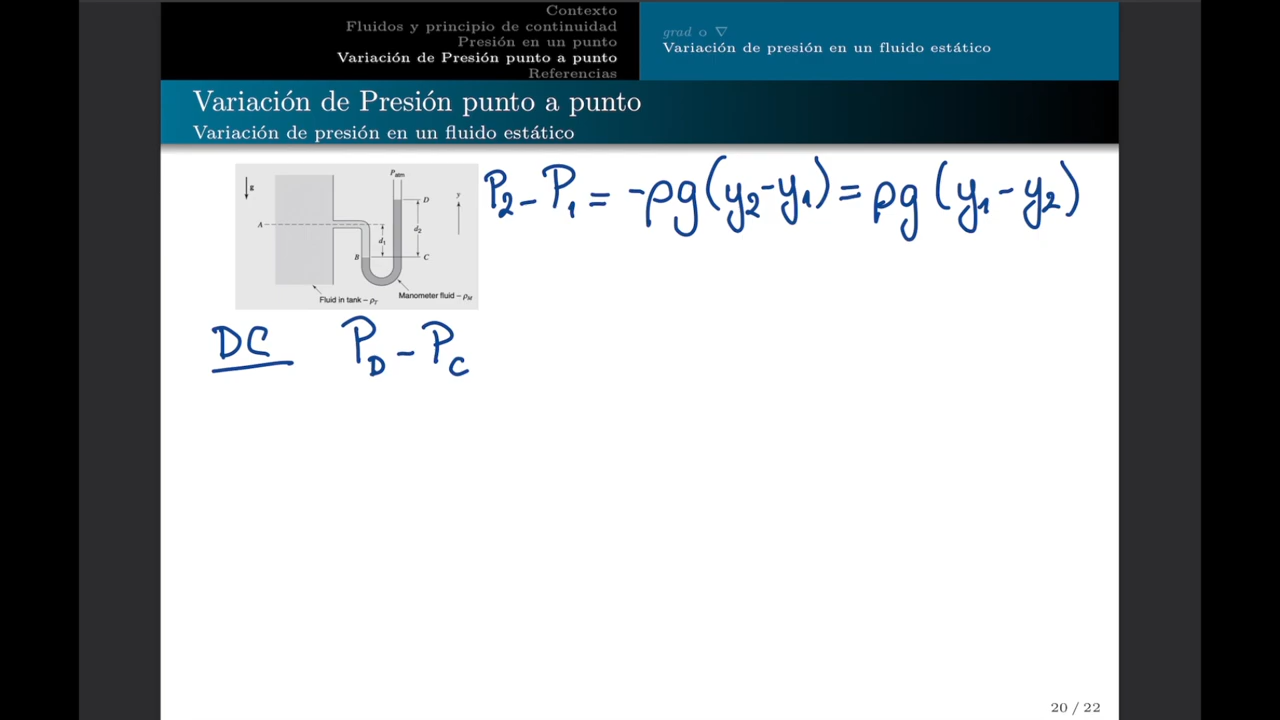 Contexto
Fluidos y principio de continuidad
Presión en un punto
Variación de Presión punto a punto
Referencias
grad o ∇
Variación de presión en un fluido estático
Variación de Presión punto a punto
Variación de presión en un fluido estático
P₂ - P₁ = -ρg(y₂-y₁) = ρg(y₁-y₂)
g
Patm
D
y
A
d₂
d₁
B
C
Fluid in tank – ρT
Manometer fluid – ρM
DC P_D - P_C
20 / 22